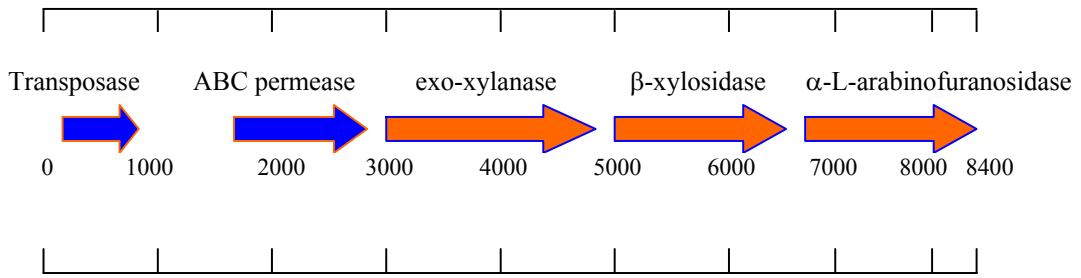 Transposase ABC permease exo-xylanase β-xylosidase α-L-arabinofuranosidase
0 1000 2000 3000 4000 5000 6000 7000 8000 8400